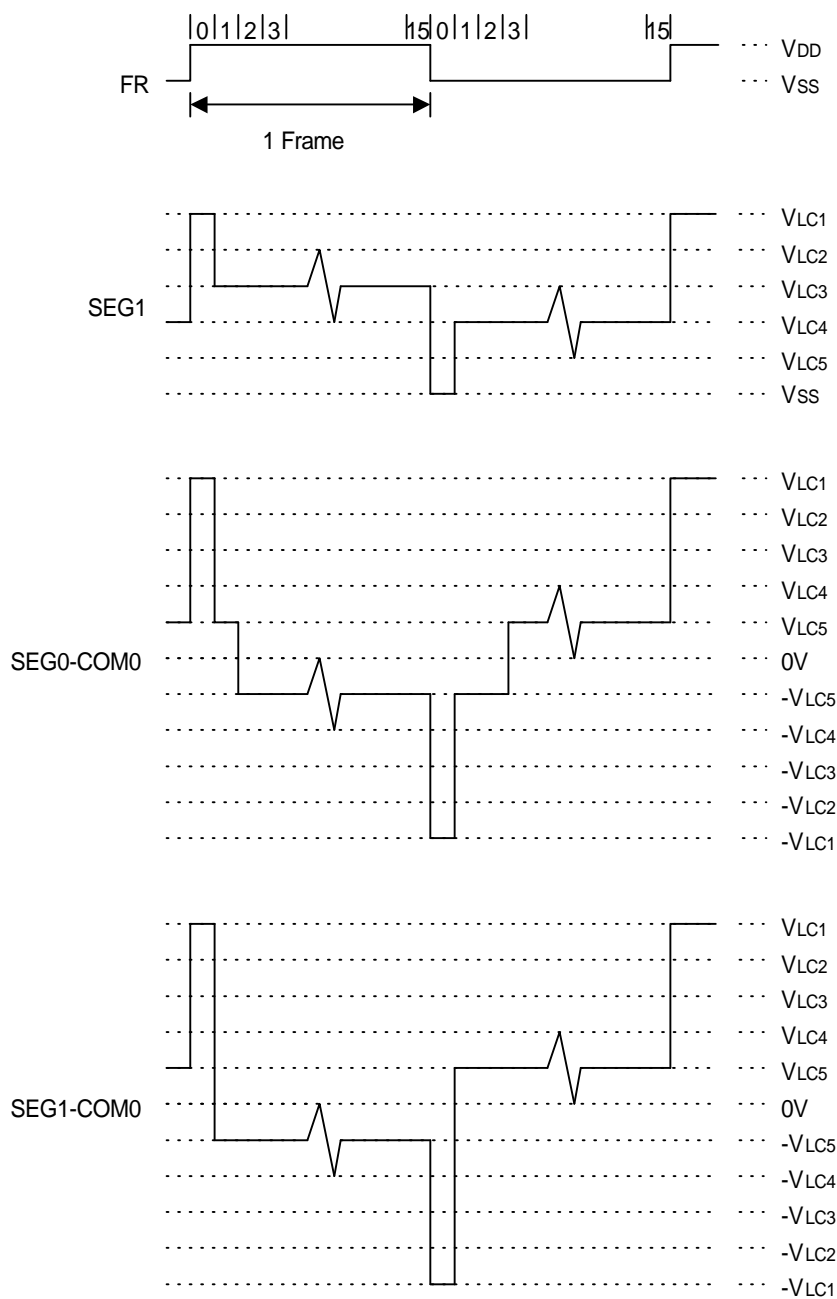 0 1 2 3 15 0 1 2 3 15
VDD
FR
VSS
1 Frame
VLC1
VLC2
VLC3
SEG1
VLC4
VLC5
VSS
VLC1
VLC2
VLC3
VLC4
VLC5
SEG0-COM0
0V
-VLC5
-VLC4
-VLC3
-VLC2
-VLC1
VLC1
VLC2
VLC3
VLC4
VLC5
SEG1-COM0
0V
-VLC5
-VLC4
-VLC3
-VLC2
-VLC1